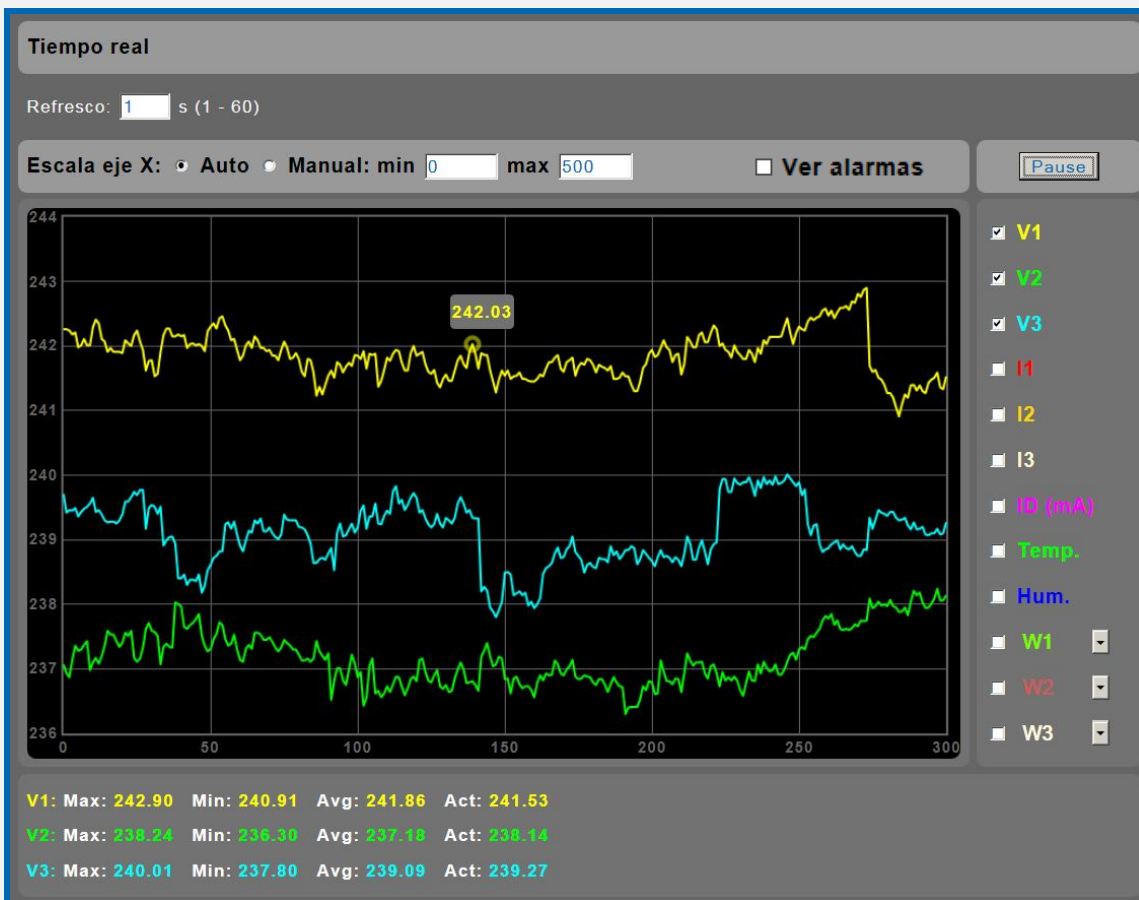 Tiempo real
Refresco: 1 s (1 - 60)
Escala eje X: Auto Manual: min 0 max 500 Ver alarmas Pause
244
243
242
241
240
239
238
237
236
242.03
0 50 100 150 200 250 300
V1
V2
V3
I1
I2
I3
ID (mA)
Temp.
Hum.
W1
W2
W3
V1: Max: 242.90 Min: 240.91 Avg: 241.86 Act: 241.53
V2: Max: 238.24 Min: 236.30 Avg: 237.18 Act: 238.14
V3: Max: 240.01 Min: 237.80 Avg: 239.09 Act: 239.27